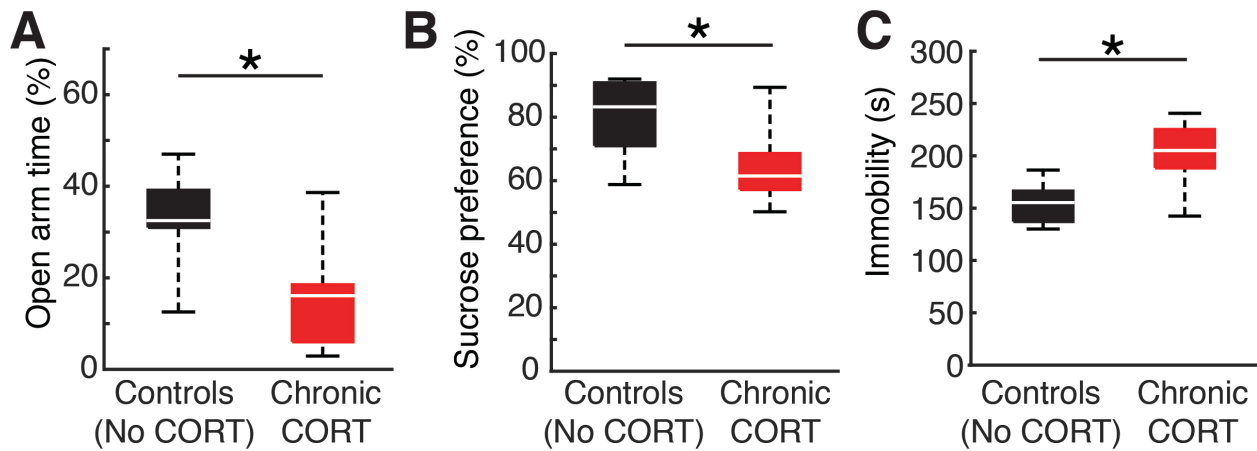 A
Open arm time (%)
60
40
20
0
*
Controls
(No CORT)
Chronic
CORT
B
Sucrose preference (%)
100
80
60
40
20
0
*
Controls
(No CORT)
Chronic
CORT
C
Immobility (s)
300
250
200
150
100
50
0
*
Controls
(No CORT)
Chronic
CORT